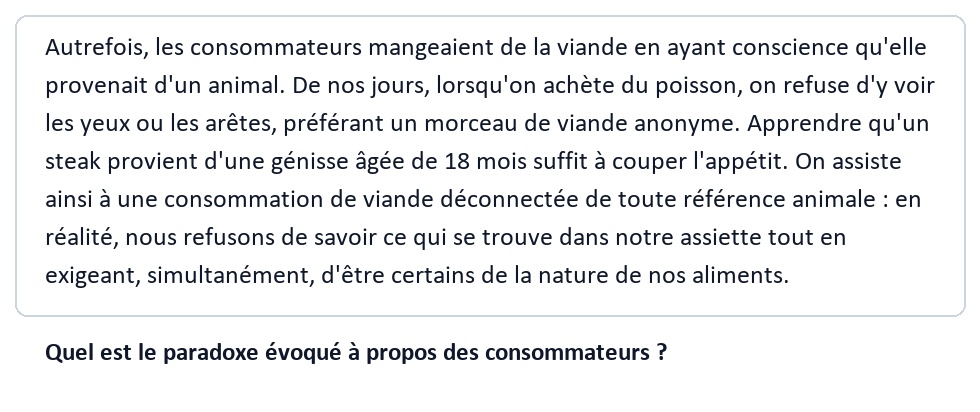 Autrefois, les consommateurs mangeaient de la viande en ayant conscience qu'elle
provenait d'un animal. De nos jours, lorsqu'on achète du poisson, on refuse d'y voir
les yeux ou les arêtes, préférant un morceau de viande anonyme. Apprendre qu'un
steak provient d'une génisse âgée de 18 mois suffit à couper l'appétit. On assiste
ainsi à une consommation de viande déconnectée de toute référence animale : en
réalité, nous refusons de savoir ce qui se trouve dans notre assiette tout en
exigeant, simultanément, d'être certains de la nature de nos aliments.
Quel est le paradoxe évoqué à propos des consommateurs ?